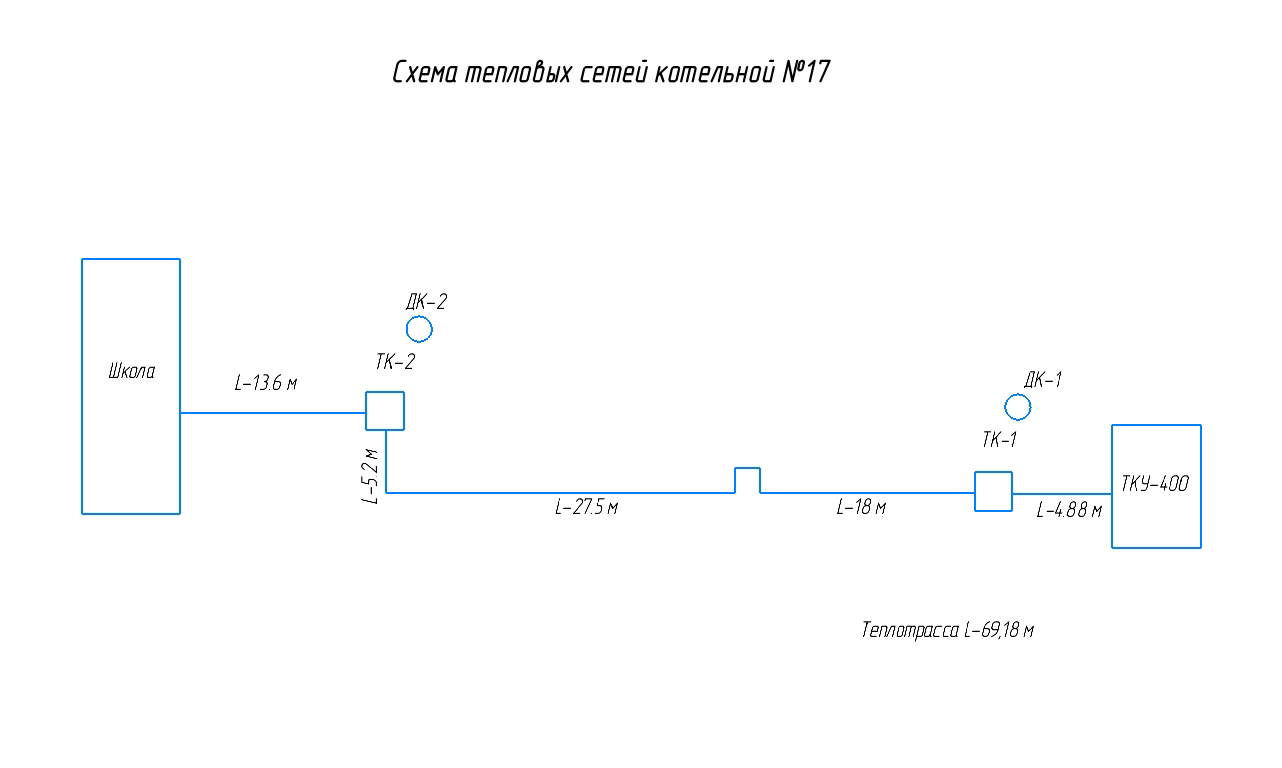 Схема тепловых сетей котельной №17
ДК-2
ТК-2
Школа
L-13.6 м
L-5.2 м
ДК-1
ТК-1
ТКУ-400
L-27.5 м
L-18 м
L-4.88 м
Теплотрасса L-69,18 м